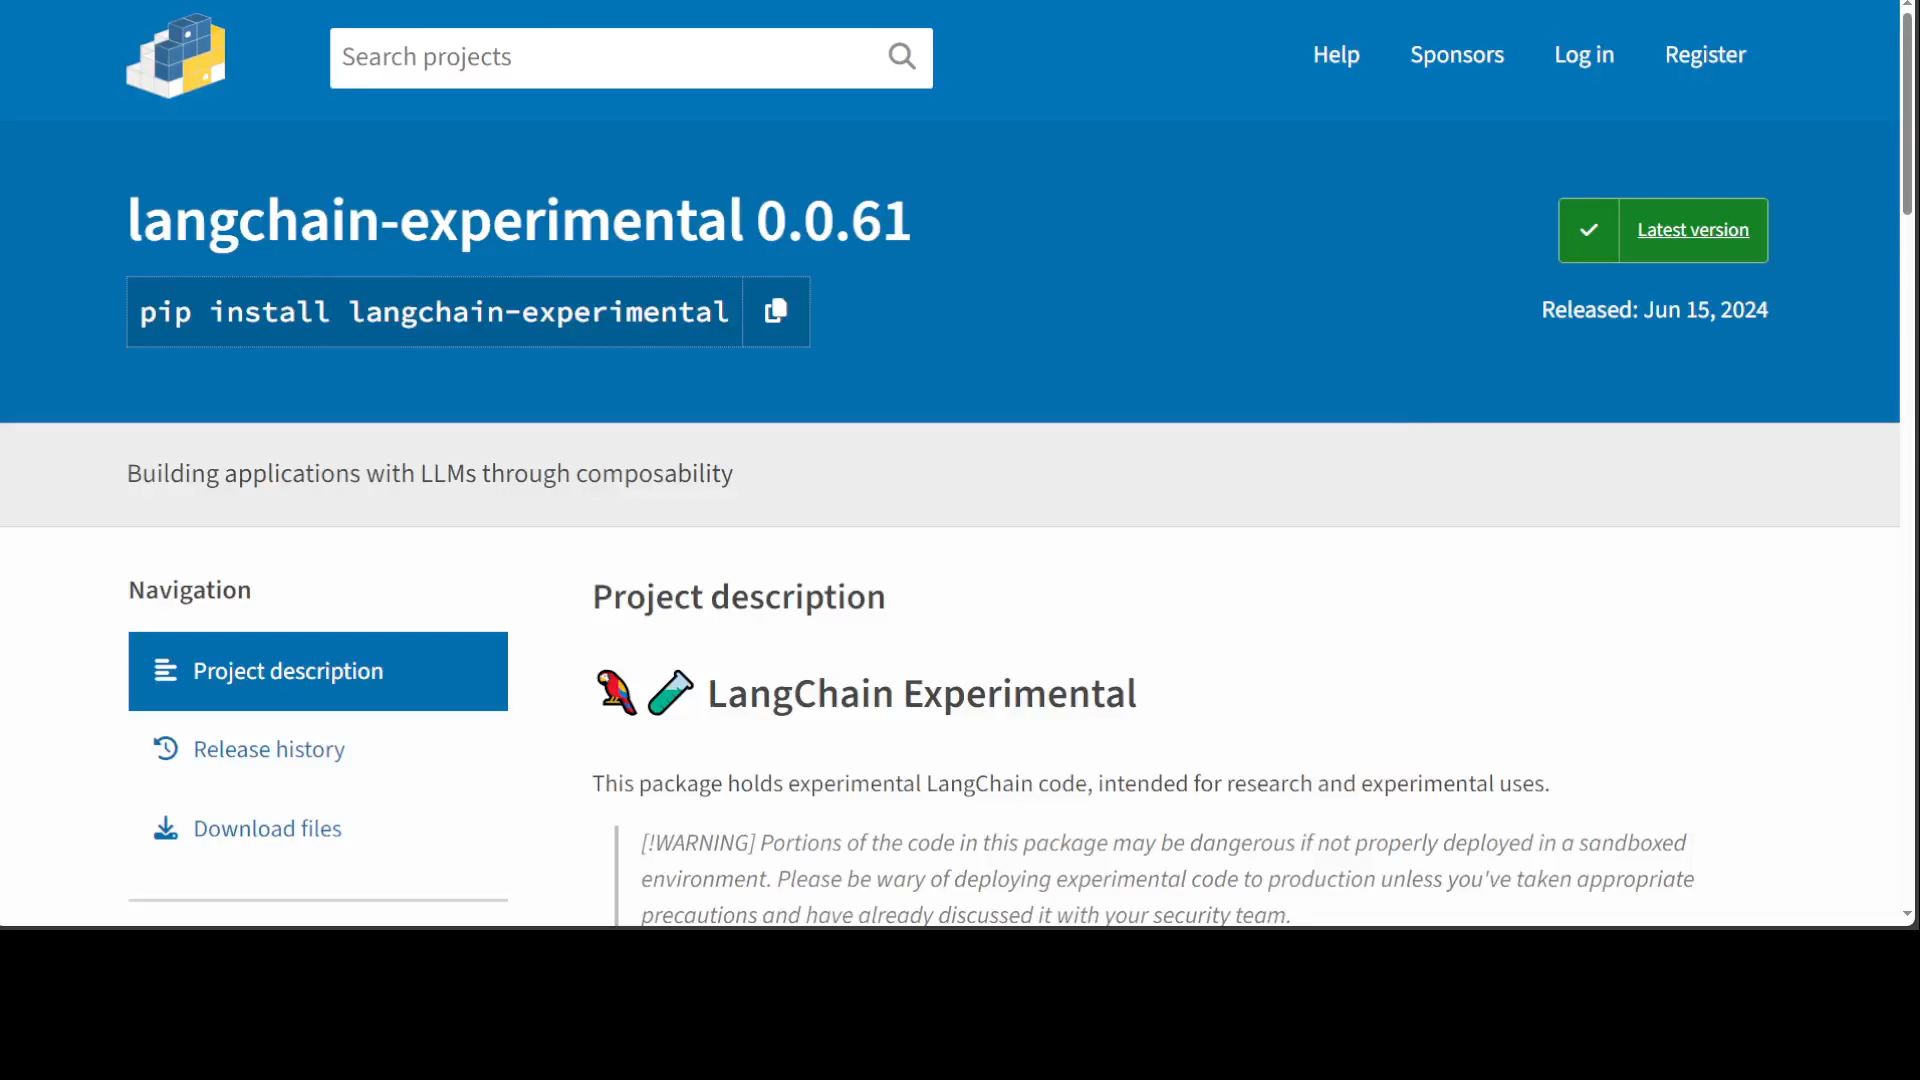 Search projects
Help
Sponsors
Log in
Register
langchain-experimental 0.0.61
Latest version
pip install langchain-experimental
Released: Jun 15, 2024
Building applications with LLMs through composability
Navigation
Project description
Release history
Download files
Project description
LangChain Experimental
This package holds experimental LangChain code, intended for research and experimental uses.
[!WARNING] Portions of the code in this package may be dangerous if not properly deployed in a sandboxed
environment. Please be wary of deploying experimental code to production unless you've taken appropriate
precautions and have already discussed it with your security team.